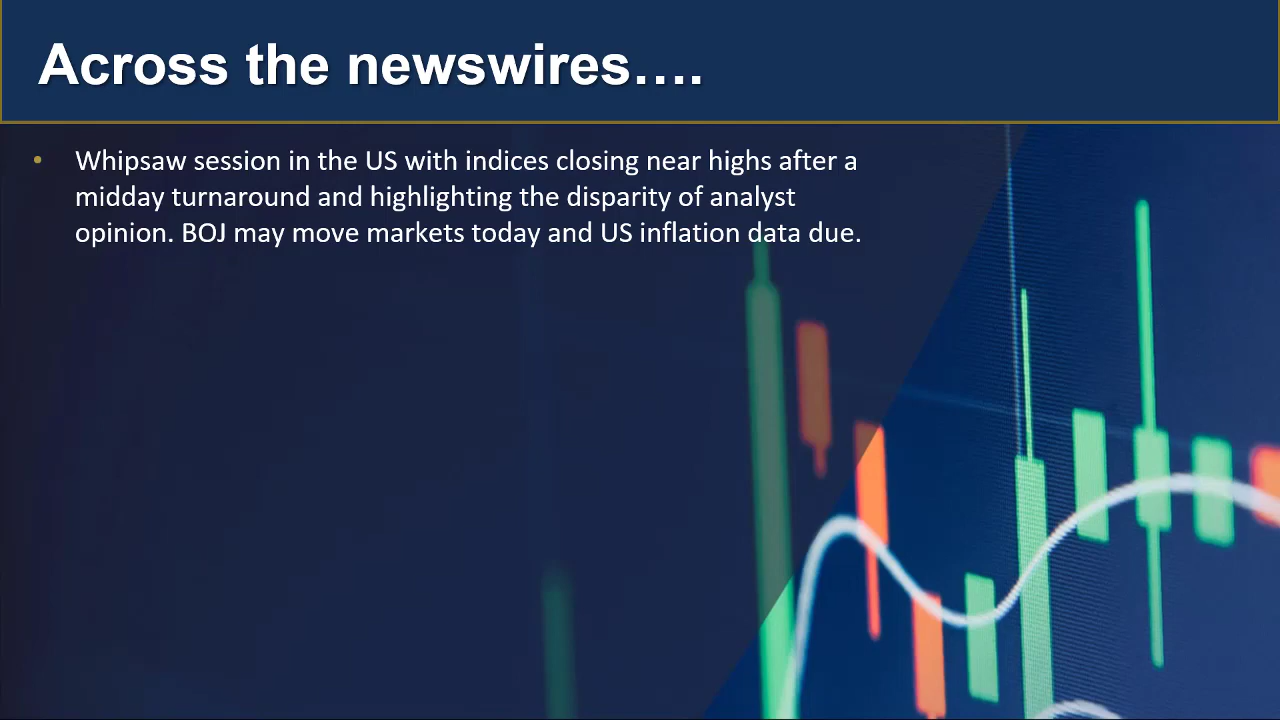 Across the newswires….
• Whipsaw session in the US with indices closing near highs after a
midday turnaround and highlighting the disparity of analyst
opinion. BOJ may move markets today and US inflation data due.